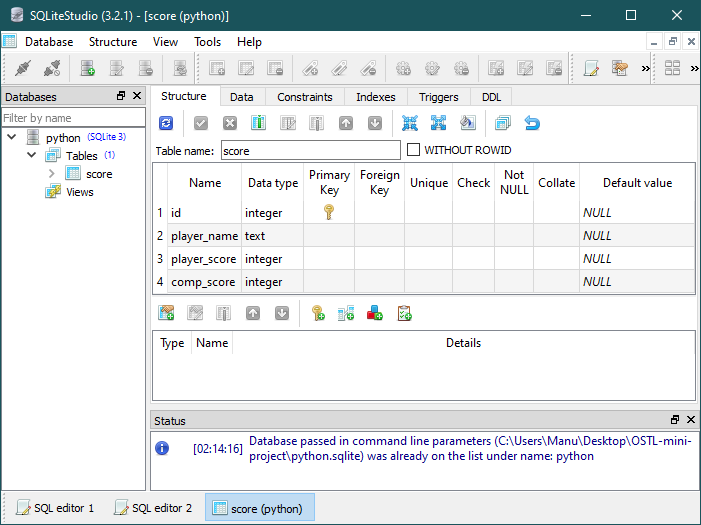 SQLiteStudio (3.2.1) - [score (python)]
Database Structure View Tools Help
Databases
Filter by name
python (SQLite 3)
Tables (1)
score
Views
Structure Data Constraints Indexes Triggers DDL
Table name: score WITHOUT ROWID
Name Data type Primary Key Foreign Key Unique Check Not NULL Collate Default value
1 id integer NULL
2 player_name text NULL
3 player_score integer NULL
4 comp_score integer NULL
Type Name Details
Status
[02:14:16] Database passed in command line parameters (C:\Users\Manu\Desktop\OSTL-mini-
project\python.sqlite) was already on the list under name: python
SQL editor 1 SQL editor 2 score (python)